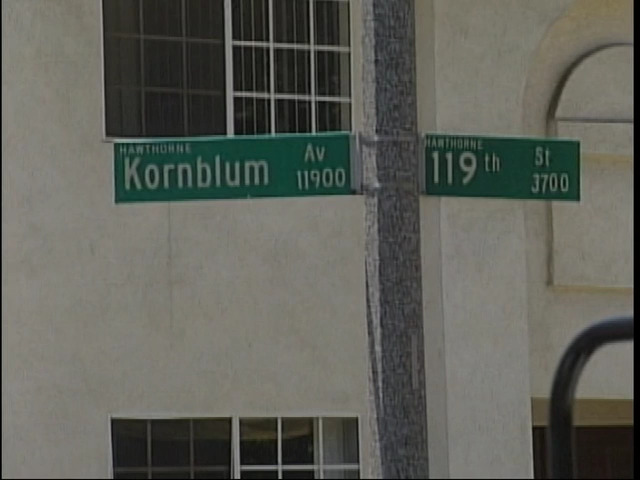 HAWTHORNE
Kornblum Av
11900
HAWTHORNE
119th St
3700